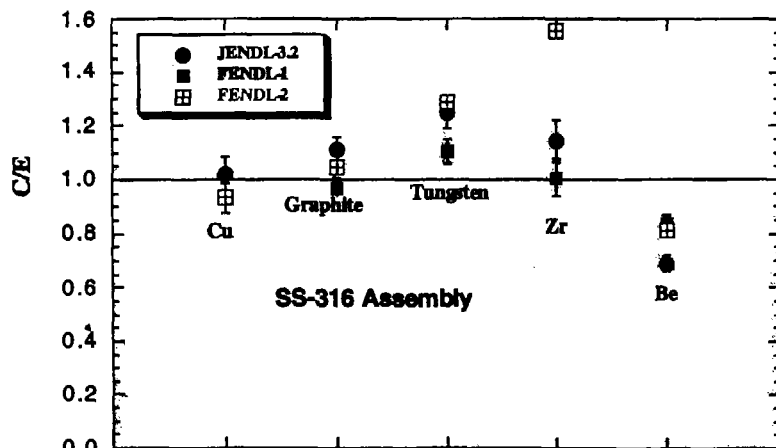 1.6
1.4
1.2
1.0
0.8
0.6
0.4
0.2
0.0
C/E
JENDL-3.2
FENDL-1
FENDL-2
Cu
Graphite
Tungsten
Zr
Be
SS-316 Assembly